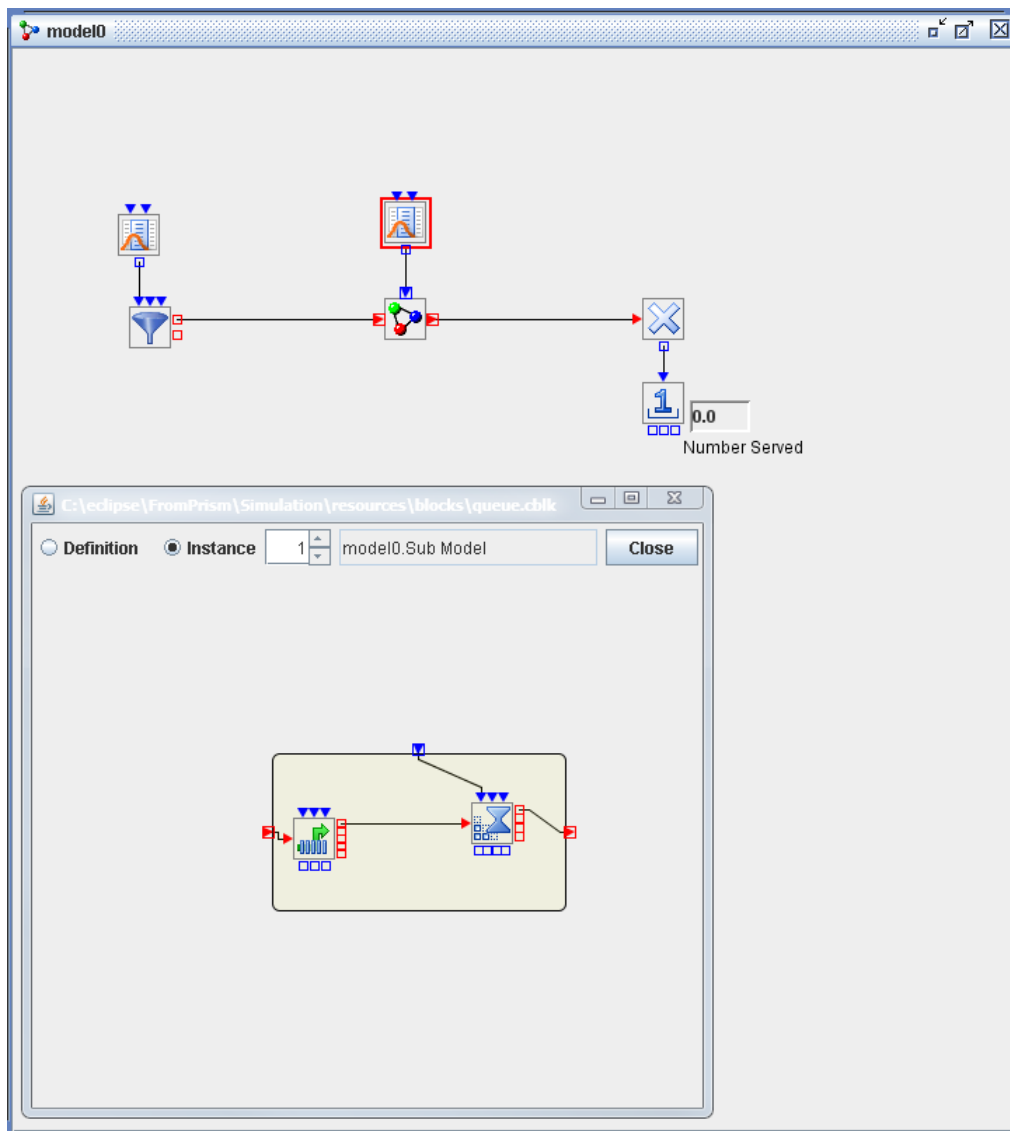 model0
1
0.0
Number Served
C:\eclipse\FromPrism\Simulation\resources\blocks\queue.cblk
Definition Instance 1 model0.Sub Model Close